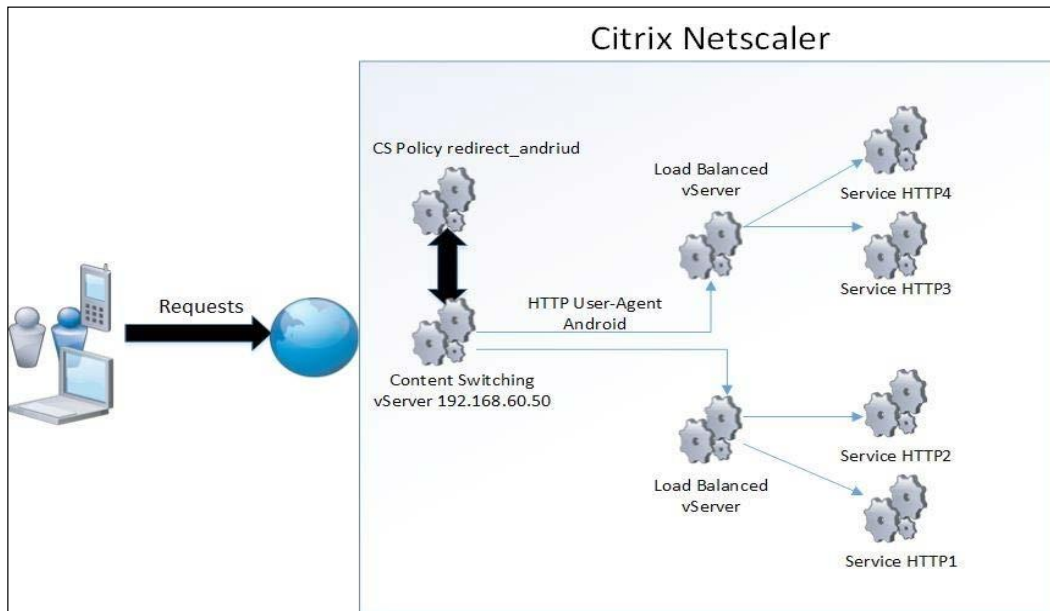 Citrix Netscaler
CS Policy redirect_andriud
Load Balanced
vServer
Service HTTP4
Requests
HTTP User-Agent
Android
Service HTTP3
Content Switching
vServer 192.168.60.50
Service HTTP2
Load Balanced
vServer
Service HTTP1